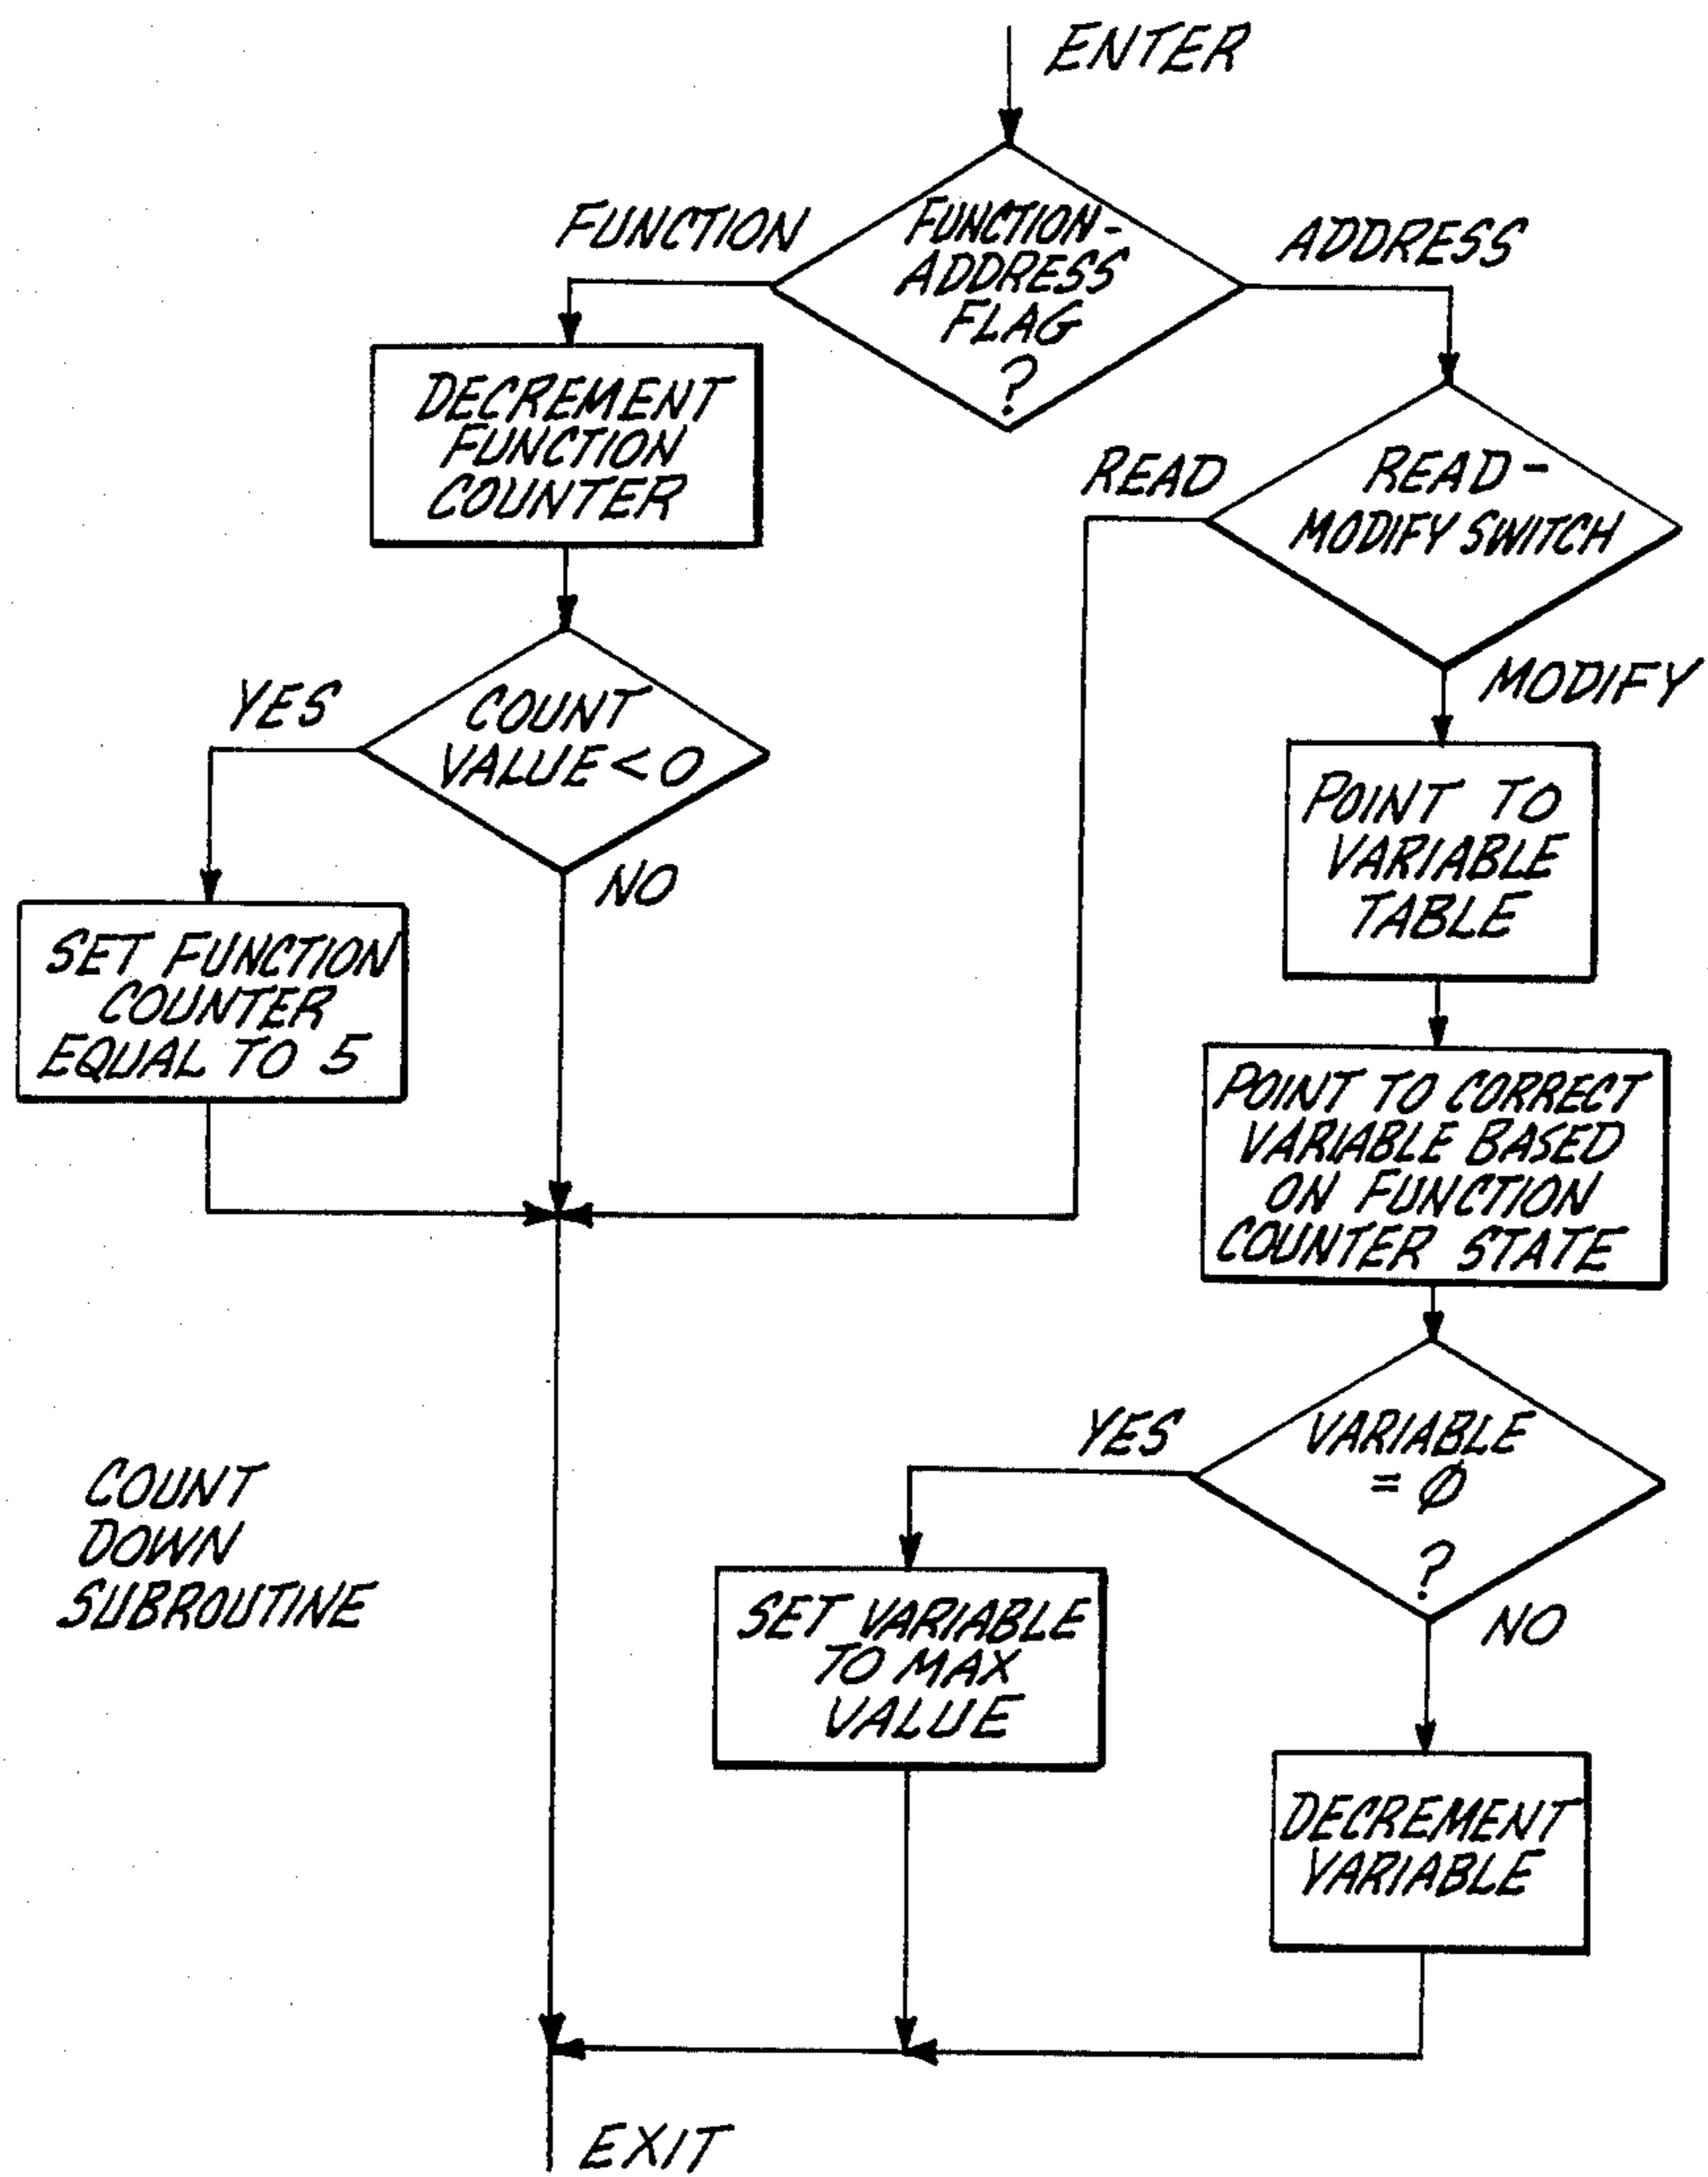 ENTER
FUNCTION
FUNCTION-
ADDRESS
FLAG
?
ADDRESS
DECREMENT
FUNCTION
COUNTER
READ
READ-
MODIFY SWITCH
MODIFY
YES
COUNT
VALUE < 0
NO
POINT TO
VARIABLE
TABLE
SET FUNCTION
COUNTER
EQUAL TO 5
POINT TO CORRECT
VARIABLE BASED
ON FUNCTION
COUNTER STATE
YES
VARIABLE
= Ø
?
NO
COUNT
DOWN
SUBROUTINE
SET VARIABLE
TO MAX
VALUE
DECREMENT
VARIABLE
EXIT